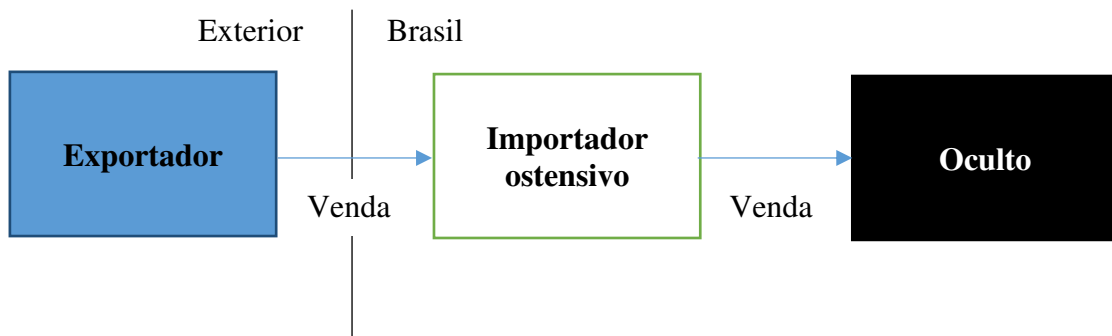 Exterior
Brasil
Exportador
Venda
Importador
ostensivo
Venda
Oculto